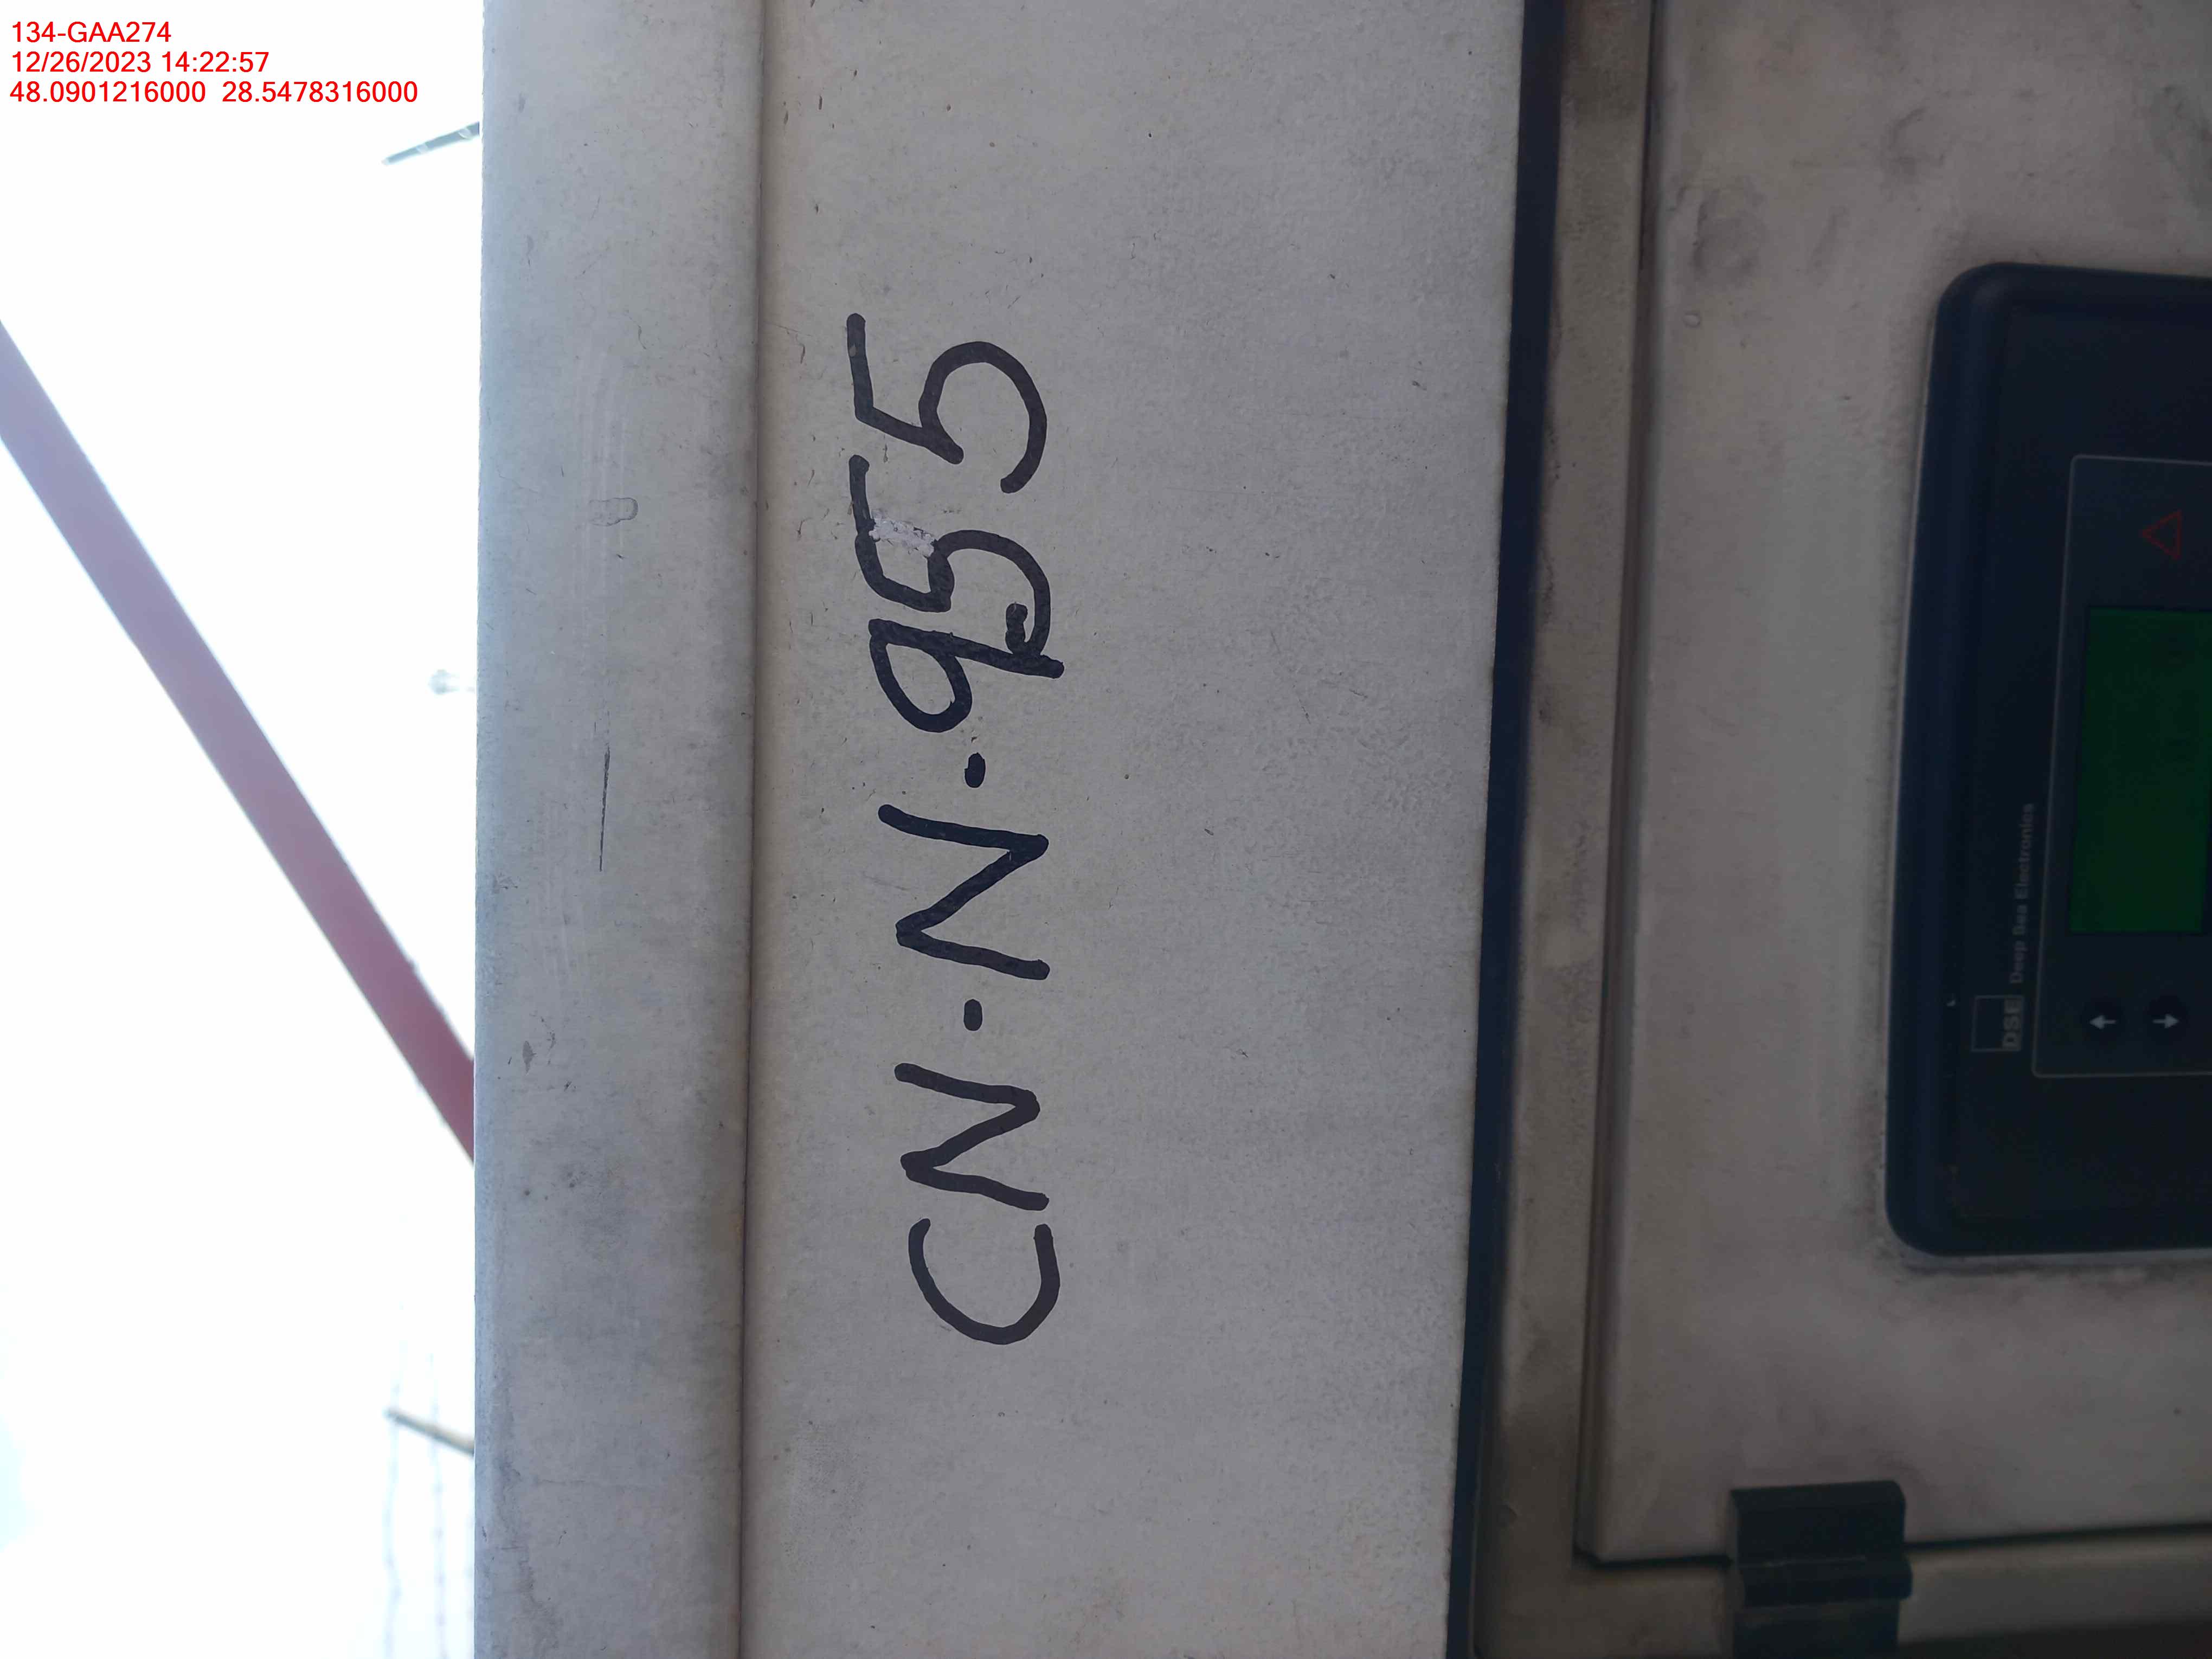 134-GAA274
12/26/2023 14:22:57
48.0901216000 28.5478316000
CN-N-955
DSE Deep Sea Electronics